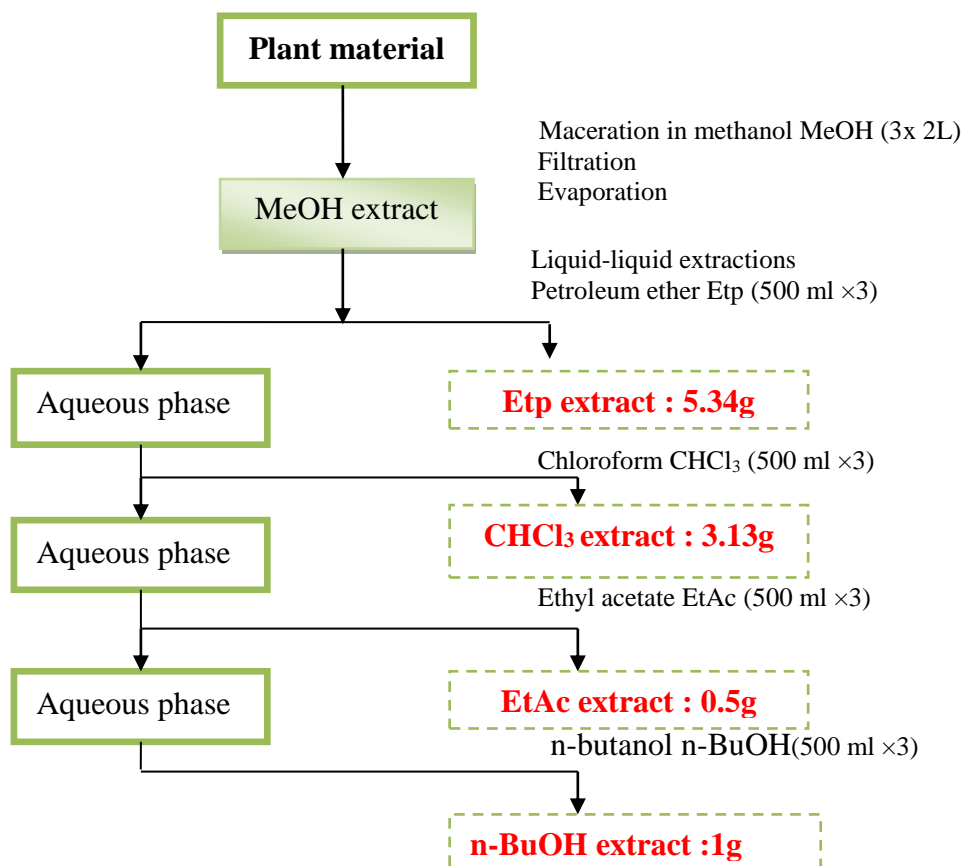 Plant material
Maceration in methanol MeOH (3x 2L)
Filtration
Evaporation
MeOH extract
Liquid-liquid extractions
Petroleum ether Etp (500 ml ×3)
Aqueous phase
Etp extract : 5.34g
Chloroform CHCl₃ (500 ml ×3)
Aqueous phase
CHCl₃ extract : 3.13g
Ethyl acetate EtAc (500 ml ×3)
Aqueous phase
EtAc extract : 0.5g
n-butanol n-BuOH(500 ml ×3)
n-BuOH extract :1g